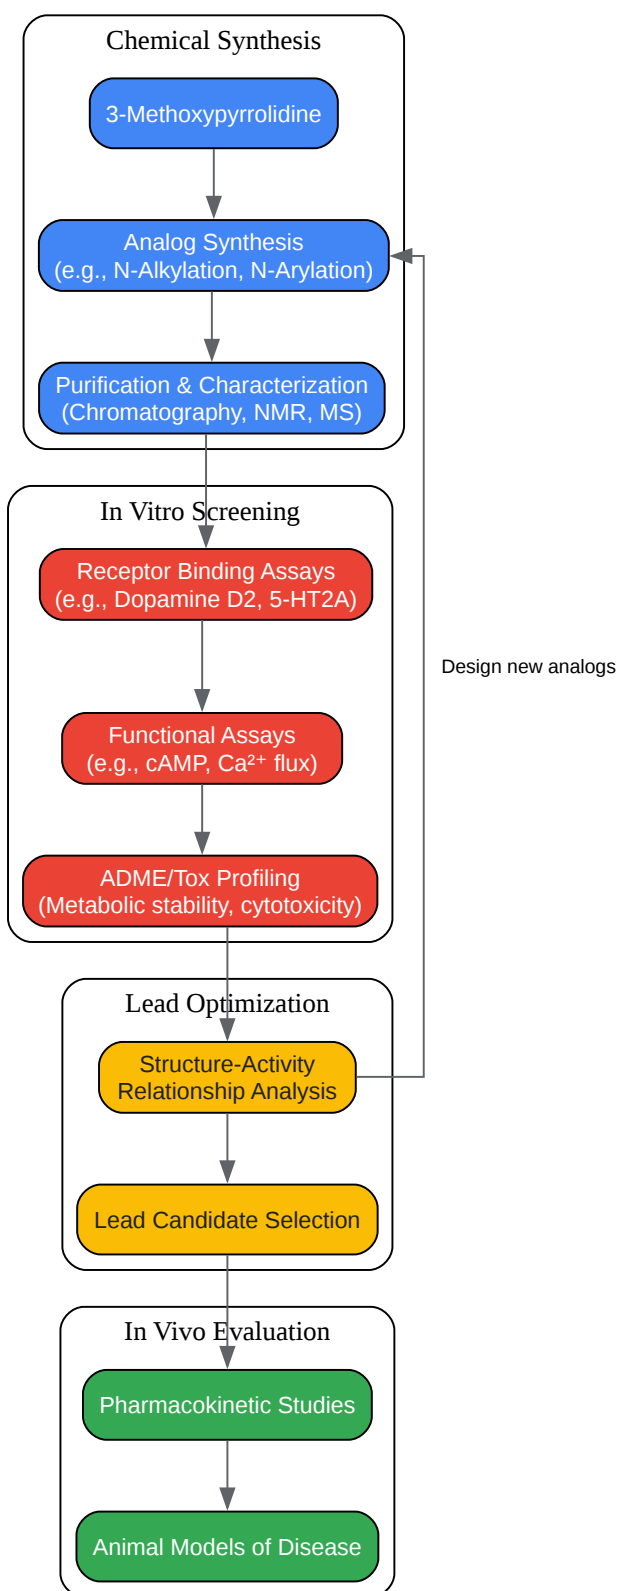 Chemical Synthesis
3-Methoxypyrrolidine
Analog Synthesis
(e.g., N-Alkylation, N-Arylation)
Purification & Characterization
(Chromatography, NMR, MS)
In Vitro Screening
Receptor Binding Assays
(e.g., Dopamine D2, 5-HT2A)
Design new analogs
Functional Assays
(e.g., cAMP, Ca²⁺ flux)
ADME/Tox Profiling
(Metabolic stability, cytotoxicity)
Lead Optimization
Structure-Activity
Relationship Analysis
Lead Candidate Selection
In Vivo Evaluation
Pharmacokinetic Studies
Animal Models of Disease